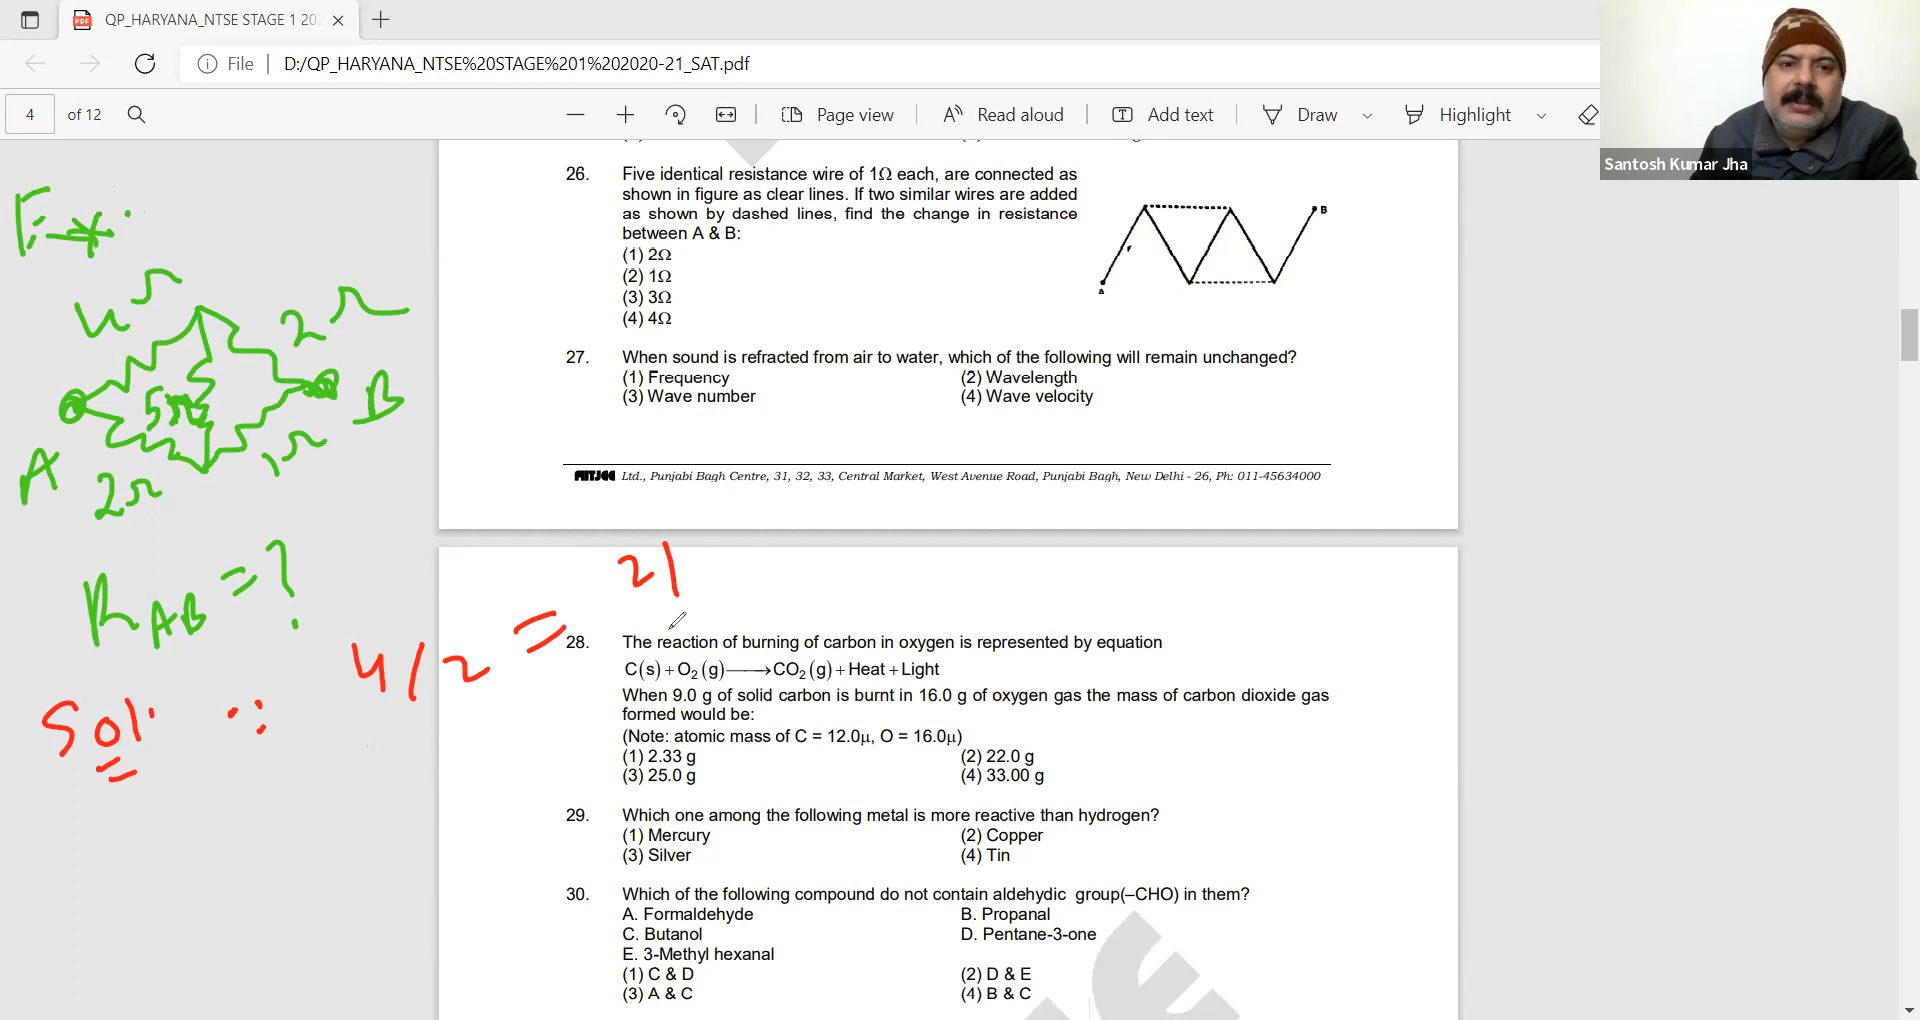 QP_HARYANA_NTSE STAGE 1 20
File D:/QP_HARYANA_NTSE%20STAGE%201%202020-21_SAT.pdf
4 of 12 Page view Read aloud Add text Draw Highlight
Santosh Kumar Jha
26. Five identical resistance wire of 1Ω each, are connected as
shown in figure as clear lines. If two similar wires are added
as shown by dashed lines, find the change in resistance
between A & B:
(1) 2Ω
(2) 1Ω
(3) 3Ω
(4) 4Ω
A
B
27. When sound is refracted from air to water, which of the following will remain unchanged?
(1) Frequency (2) Wavelength
(3) Wave number (4) Wave velocity
FIITJEE Ltd., Punjabi Bagh Centre, 31, 32, 33, Central Market, West Avenue Road, Punjabi Bagh, New Delhi - 26, Ph: 011-45634000
28. The reaction of burning of carbon in oxygen is represented by equation
C(s)+O₂(g)⟶CO₂(g)+Heat+Light
When 9.0 g of solid carbon is burnt in 16.0 g of oxygen gas the mass of carbon dioxide gas
formed would be:
(Note: atomic mass of C = 12.0μ, O = 16.0μ)
(1) 2.33 g (2) 22.0 g
(3) 25.0 g (4) 33.00 g
29. Which one among the following metal is more reactive than hydrogen?
(1) Mercury (2) Copper
(3) Silver (4) Tin
30. Which of the following compound do not contain aldehydic group(–CHO) in them?
A. Formaldehyde B. Propanal
C. Butanol D. Pentane-3-one
E. 3-Methyl hexanal
(1) C & D (2) D & E
(3) A & C (4) B & C
4Ω
2Ω
5Ω
B
A
2Ω
1Ω
R_AB = ?
Sol. ∵ 4/2 = 2/